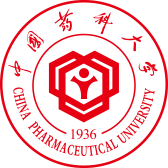 中国药科大学
CHINA PHARMACEUTICAL UNIVERSITY
1936